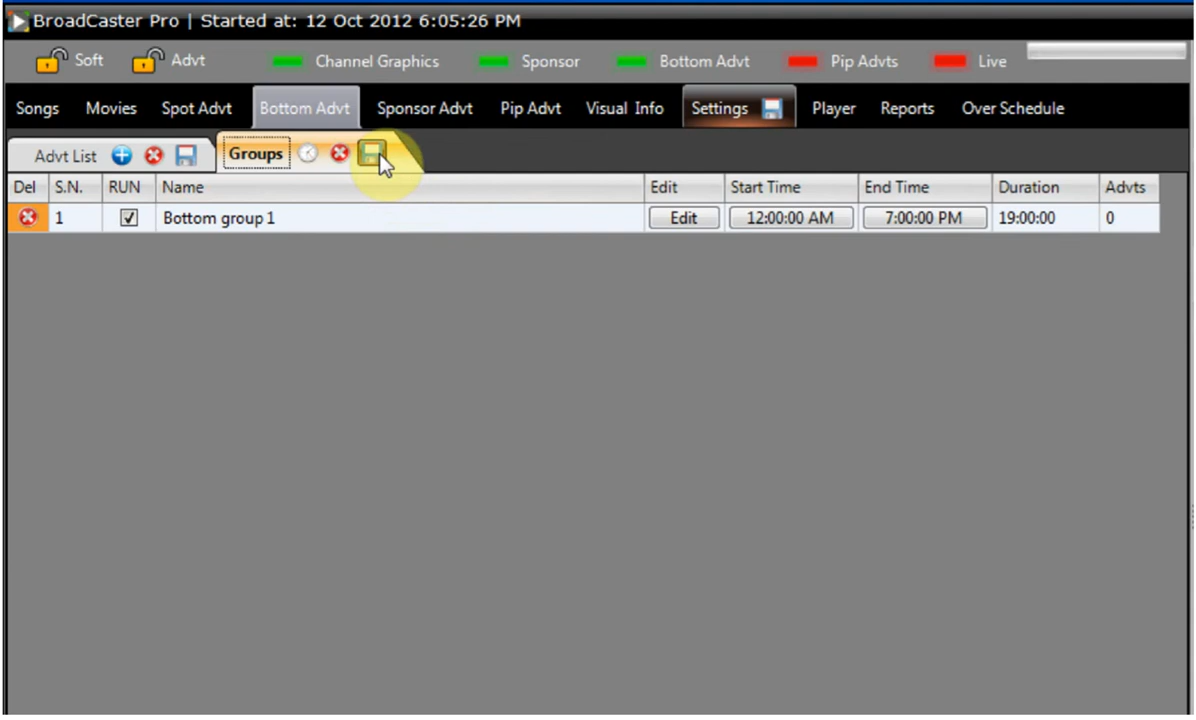 BroadCaster Pro | Started at: 12 Oct 2012 6:05:26 PM
Soft Advt Channel Graphics Sponsor Bottom Advt Pip Advts Live
Songs Movies Spot Advt Bottom Advt Sponsor Advt Pip Advt Visual Info Settings Player Reports Over Schedule
Advt List Groups
Del S.N. RUN Name Edit Start Time End Time Duration Advts
1 Bottom group 1 Edit 12:00:00 AM 7:00:00 PM 19:00:00 0